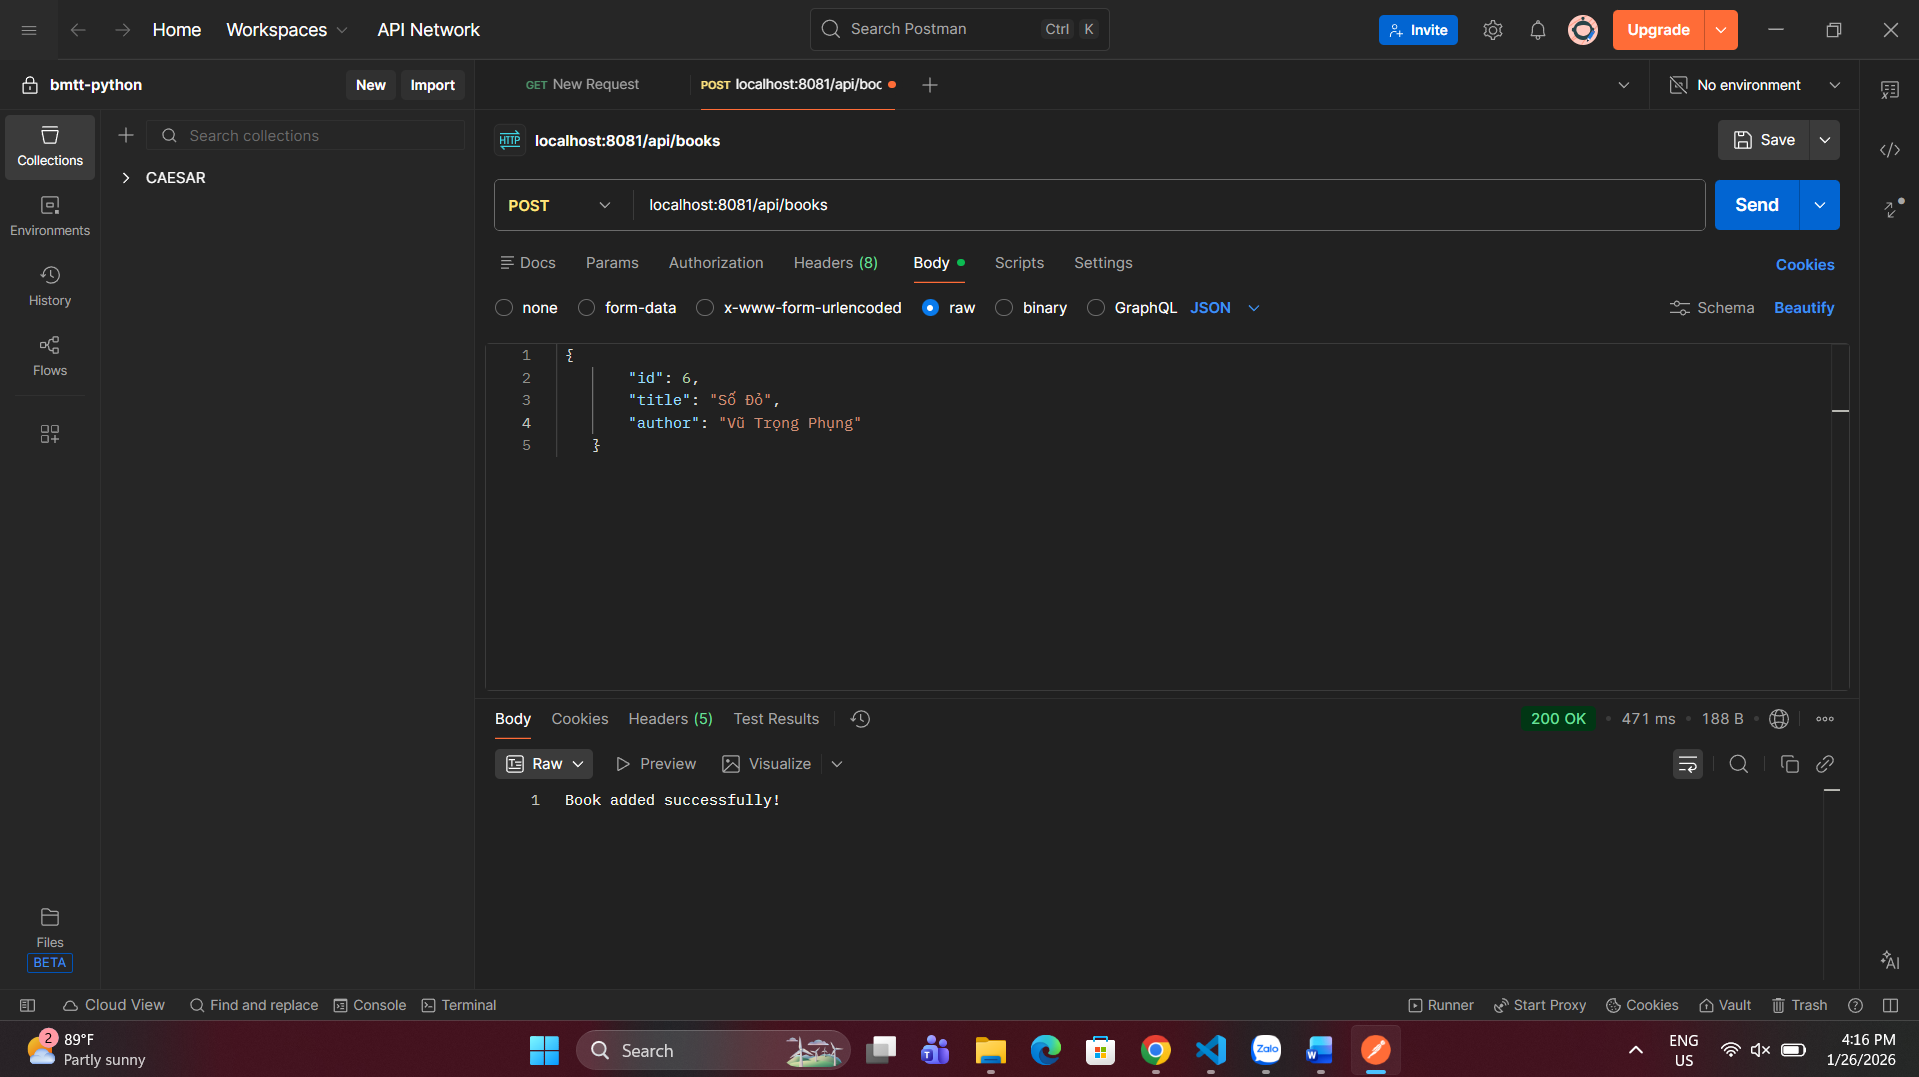 Home
Workspaces
API Network
Search Postman
Ctrl K
Invite
Upgrade
bmtt-python
New
Import
GET New Request
POST localhost:8081/api/boo
No environment
Collections
Search collections
localhost:8081/api/books
Save
CAESAR
Environments
POST
localhost:8081/api/books
Send
History
Docs
Params
Authorization
Headers (8)
Body
Scripts
Settings
Cookies
none
form-data
x-www-form-urlencoded
raw
binary
GraphQL
JSON
Schema
Beautify
Flows
1 {
2 "id": 6,
3 "title": "Số Đỏ",
4 "author": "Vũ Trọng Phụng"
5 }
Body
Cookies
Headers (5)
Test Results
200 OK
471 ms
188 B
Raw
Preview
Visualize
1 Book added successfully!
Files
BETA
AI
Cloud View
Find and replace
Console
Terminal
Runner
Start Proxy
Cookies
Vault
Trash
2
89°F
Partly sunny
Search
Zalo
ENG
US
4:16 PM
1/26/2026